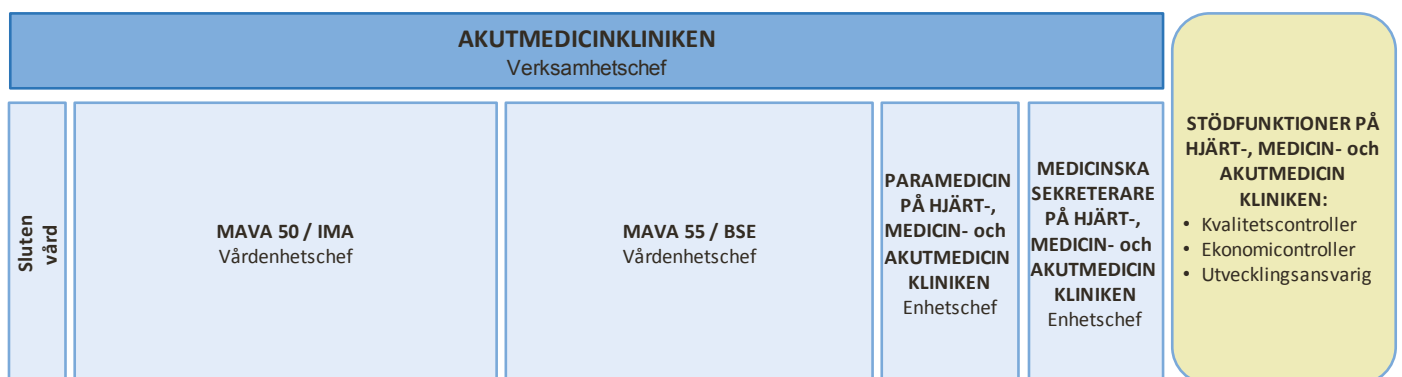 AKUTMEDICINKLINIKEN
Verksamhetschef
Sluten
vård
MAVA 50 / IMA
Vårdenhetschef
MAVA 55 / BSE
Vårdenhetschef
PARAMEDICIN
PÅ HJÄRT-,
MEDICIN- och
AKUTMEDICIN
KLINIKEN
Enhetschef
MEDICINSKA
SEKRETERARE
PÅ HJÄRT-,
MEDICIN- och
AKUTMEDICIN
KLINIKEN
Enhetschef
STÖDFUNKTIONER PÅ
HJÄRT-, MEDICIN- och
AKUTMEDICIN
KLINIKEN:
• Kvalitetscontroller
• Ekonomicontroller
• Utvecklingsansvarig